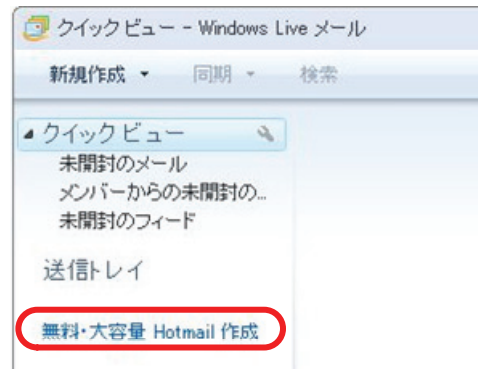 クイック ビュー - Windows Live メール
新規作成 同期 検索
クイック ビュー
未開封のメール
メンバーからの未開封の...
未開封のフィード
送信トレイ
無料・大容量 Hotmail 作成